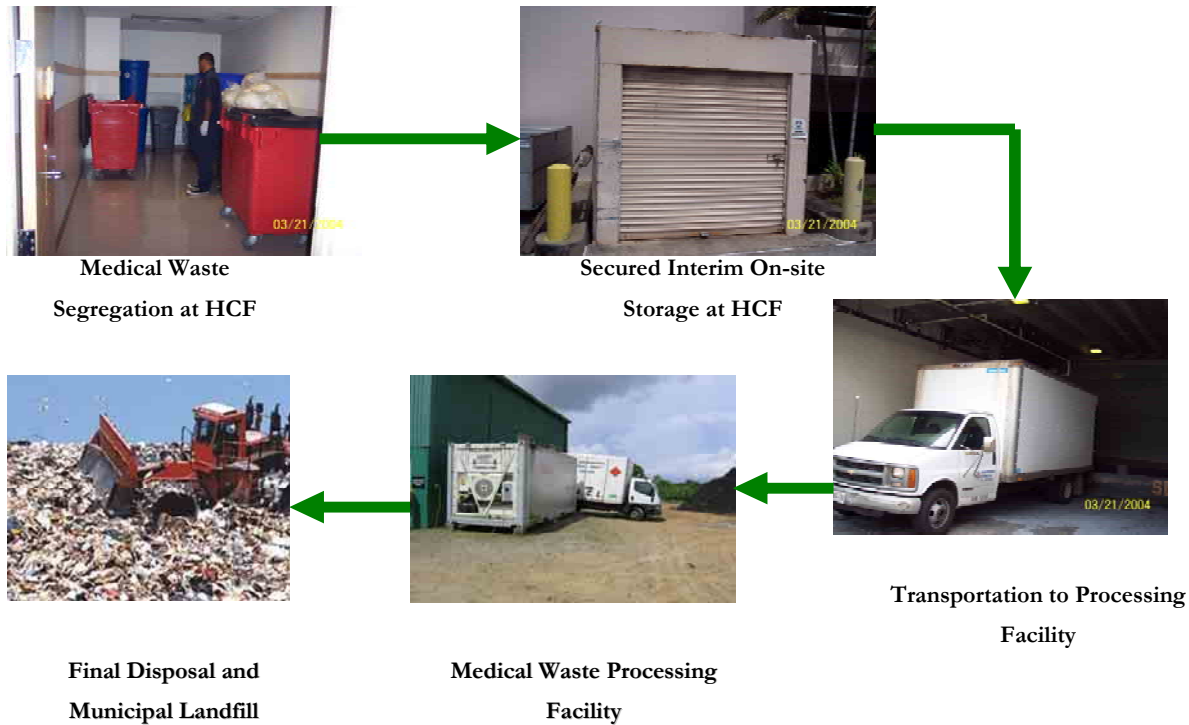 03/21/2004
03/21/2004
Medical Waste
Segregation at HCF
Secured Interim On-site
Storage at HCF
03/21/2004
Transportation to Processing
Facility
Final Disposal and
Municipal Landfill
Medical Waste Processing
Facility